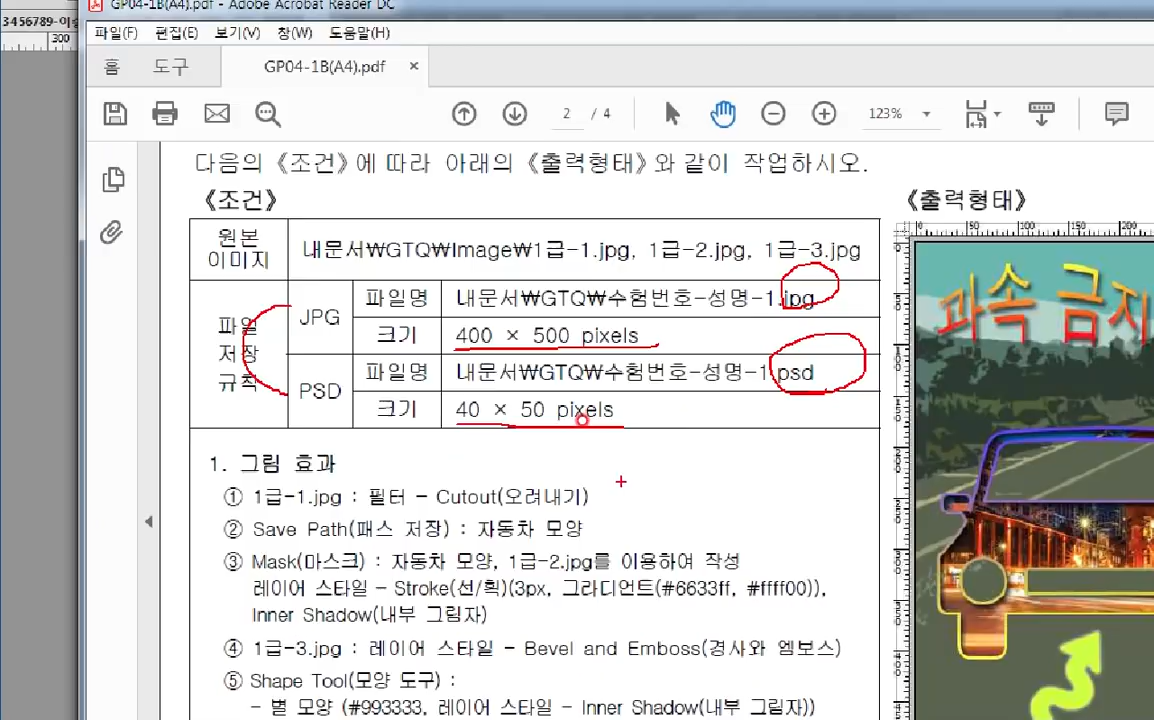 3456789-이
300
GP04-1B(A4).pdf - Adobe Acrobat Reader DC
파일(F) 편집(E) 보기(V) 창(W) 도움말(H)
홈 도구 GP04-1B(A4).pdf ×
2 / 4 123%
다음의 《조건》에 따라 아래의 《출력형태》와 같이 작업하시오.
《조건》 《출력형태》
원본 이미지 내문서₩GTQ₩Image₩1급-1.jpg, 1급-2.jpg, 1급-3.jpg
파일 저장 규칙
JPG 파일명 내문서₩GTQ₩수험번호-성명-1.jpg
크기 400 × 500 pixels
PSD 파일명 내문서₩GTQ₩수험번호-성명-1.psd
크기 40 × 50 pixels
1. 그림 효과
① 1급-1.jpg : 필터 - Cutout(오려내기)
② Save Path(패스 저장) : 자동차 모양
③ Mask(마스크) : 자동차 모양, 1급-2.jpg를 이용하여 작성
레이어 스타일 - Stroke(선/획)(3px, 그라디언트(#6633ff, #ffff00)),
Inner Shadow(내부 그림자)
④ 1급-3.jpg : 레이어 스타일 - Bevel and Emboss(경사와 엠보스)
⑤ Shape Tool(모양 도구) :
- 별 모양 (#993333, 레이어 스타일 - Inner Shadow(내부 그림자))
0 50 100 150 200
과속 금지